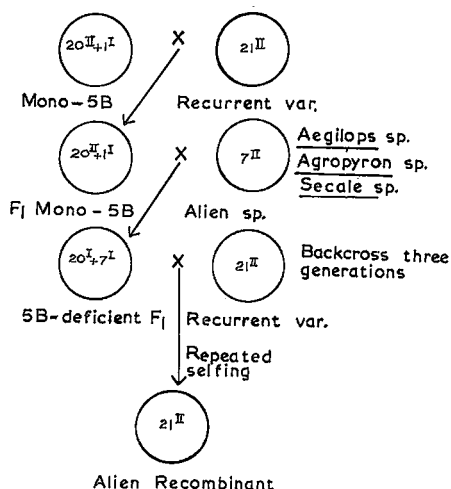 20II+1I X 21II
Mono-5B Recurrent var.
20II+1I X 7II
Aegilops sp.
Agropyron sp.
Secale sp.
F1 Mono-5B Alien sp.
20I+7I X 21II
Backcross three
generations
5B-deficient F1 Recurrent var.
Repeated
selfing
21II
Alien Recombinant